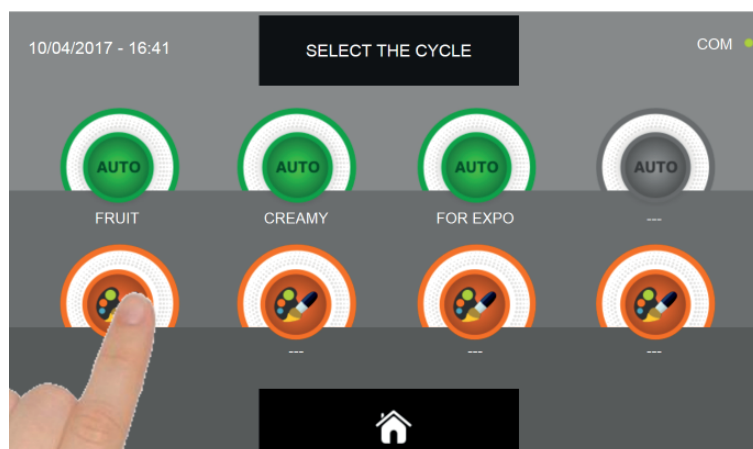 10/04/2017 - 16:41
SELECT THE CYCLE
COM
AUTO AUTO AUTO AUTO
FRUIT CREAMY FOR EXPO ---
--- --- ---